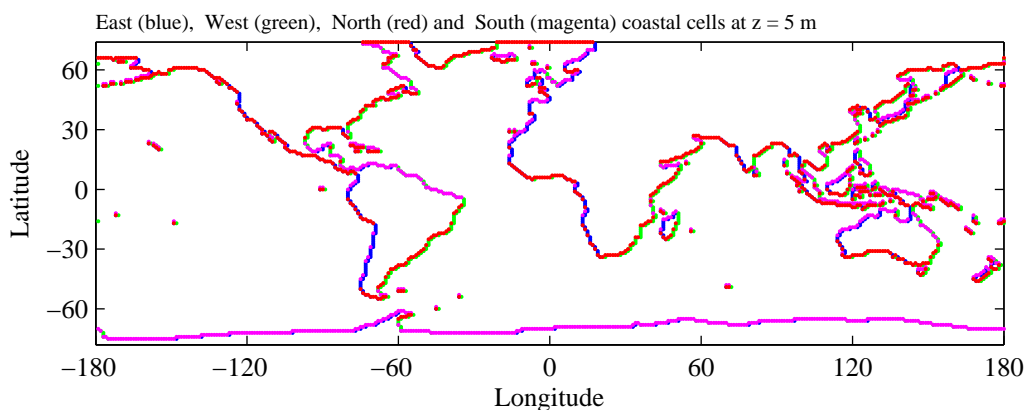 East (blue), West (green), North (red) and South (magenta) coastal cells at z = 5 m
60
30
0
−30
−60
Latitude
−180 −120 −60 0 60 120 180
Longitude